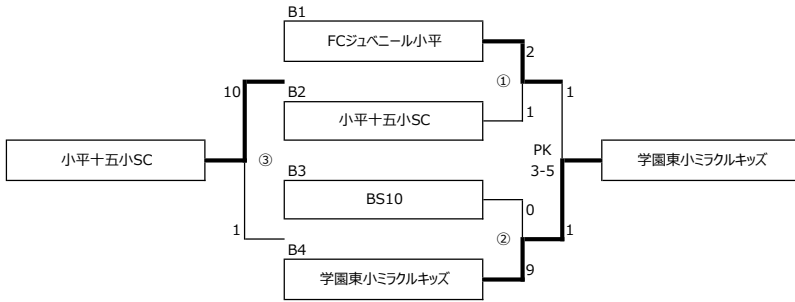 B1
FCジュベニール小平
2
①
10
1
B2
小平十五小SC
1
PK
3-5
小平十五小SC
③
学園東小ミラクルキッズ
B3
BS10
0
1
②
1
B4
学園東小ミラクルキッズ
9